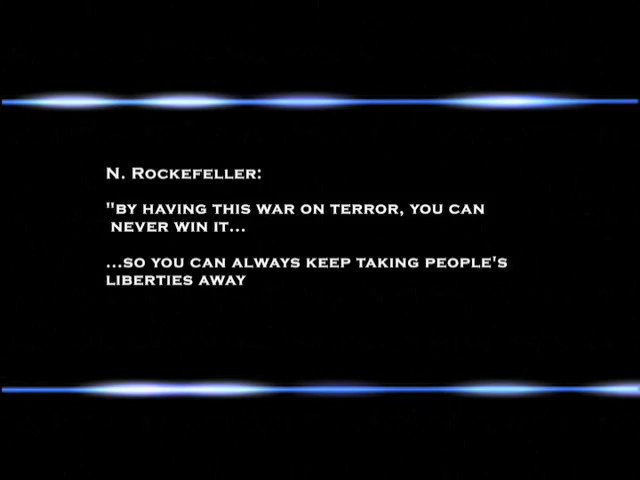 N. Rockefeller:
"By having this war on terror, you can
never win it...
...so you can always keep taking people's
liberties away